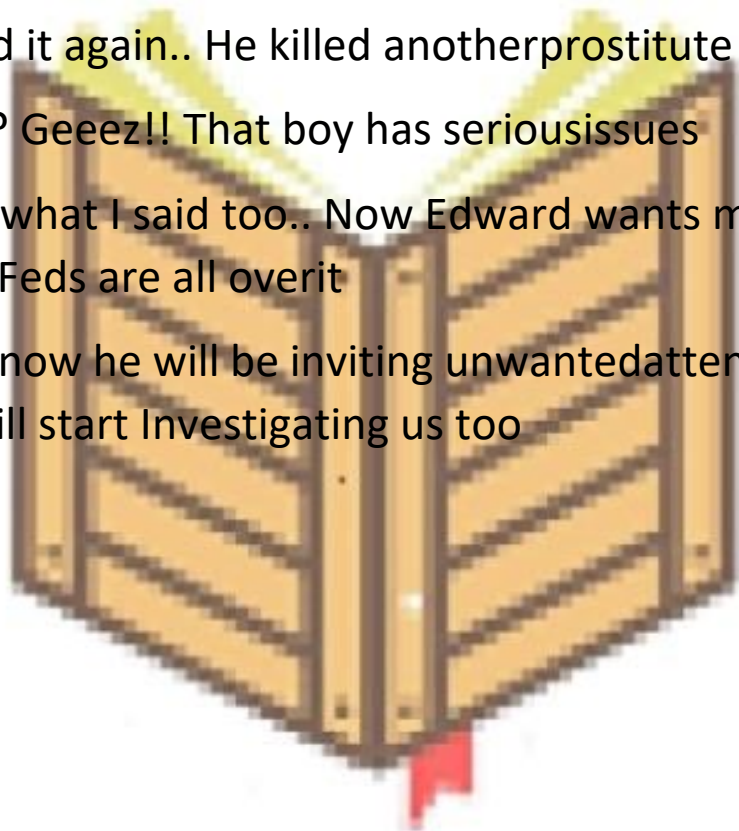 d it again.. He killed anotherprostitute
? Geeez!! That boy has seriousissues
what I said too.. Now Edward wants m
Feds are all overit
now he will be inviting unwantedatten
ill start Investigating us too